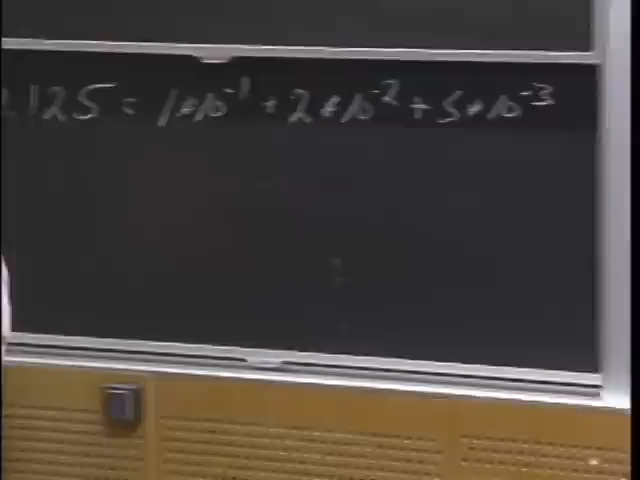 .125 = 1*10⁻¹ + 2*10⁻² + 5*10⁻³